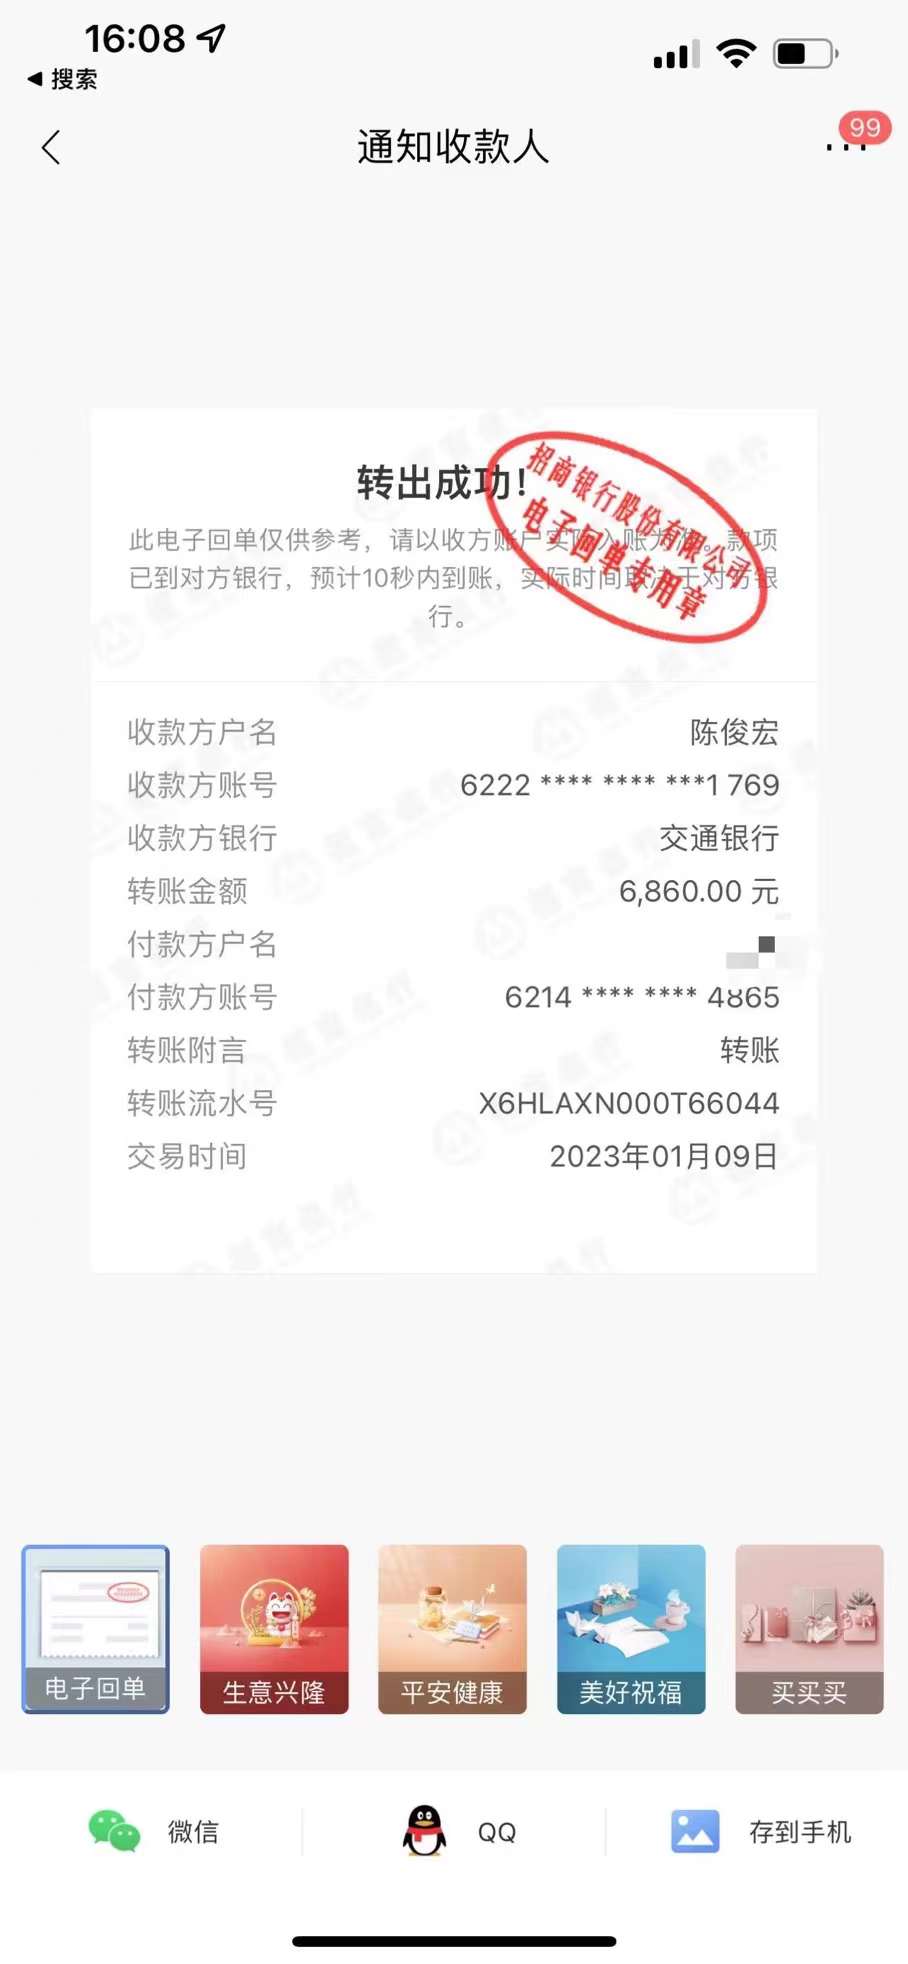 16:08
搜索
通知收款人
99
转出成功!
招商银行股份有限公司
电子回单专用章
此电子回单仅供参考，请以收方账户实际入账为准。款项
已到对方银行，预计10秒内到账，实际时间取决于对方银
行。
收款方户名 陈俊宏
收款方账号 6222 **** **** ***1 769
收款方银行 交通银行
转账金额 6,860.00 元
付款方户名
付款方账号 6214 **** **** 4865
转账附言 转账
转账流水号 X6HLAXN000T66044
交易时间 2023年01月09日
招商银行
电子回单 生意兴隆 平安健康 美好祝福 买买买
微信 QQ 存到手机